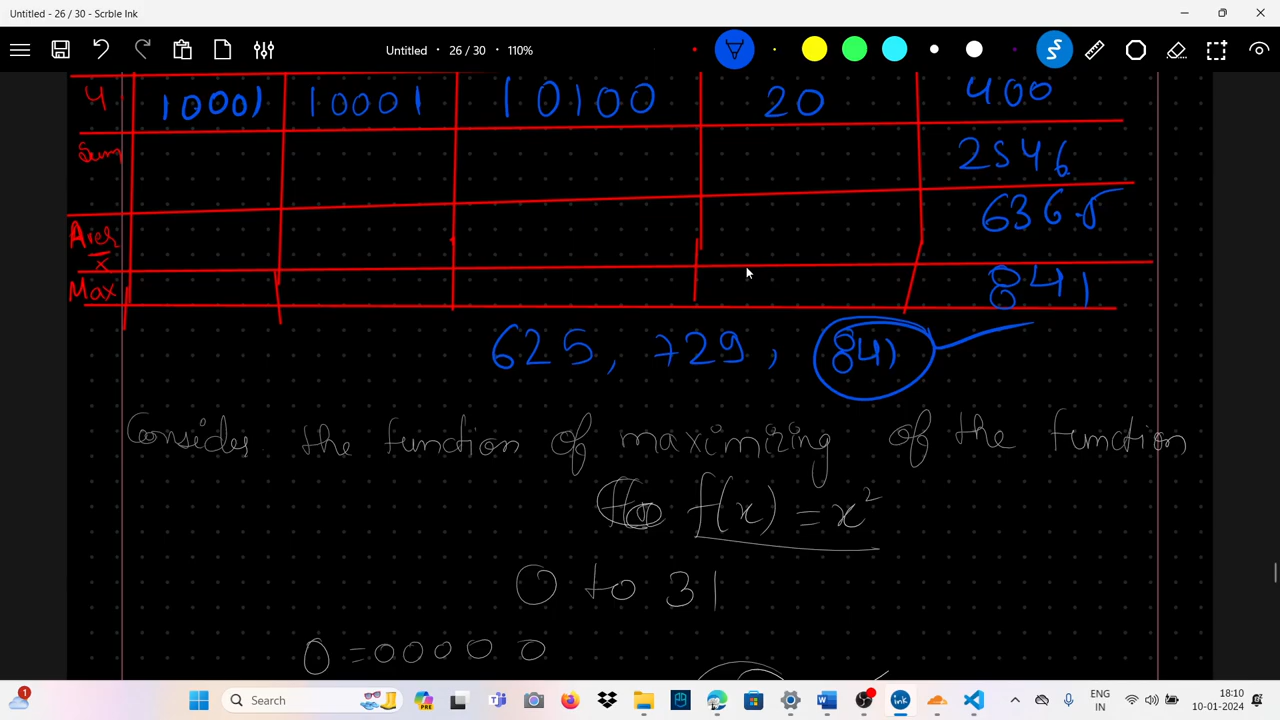 Untitled - 26 / 30 - Scrble Ink
Untitled • 26 / 30 • 110%
4 10001 10001 10100 20 400
Sum 2546
636.5
x
Max 841
625, 729, 841
Consider the function of maximizing of the function
f(x) = x²
0 to 31
0 = 00000
1 Search PRE ENG IN 18:10 10-01-2024